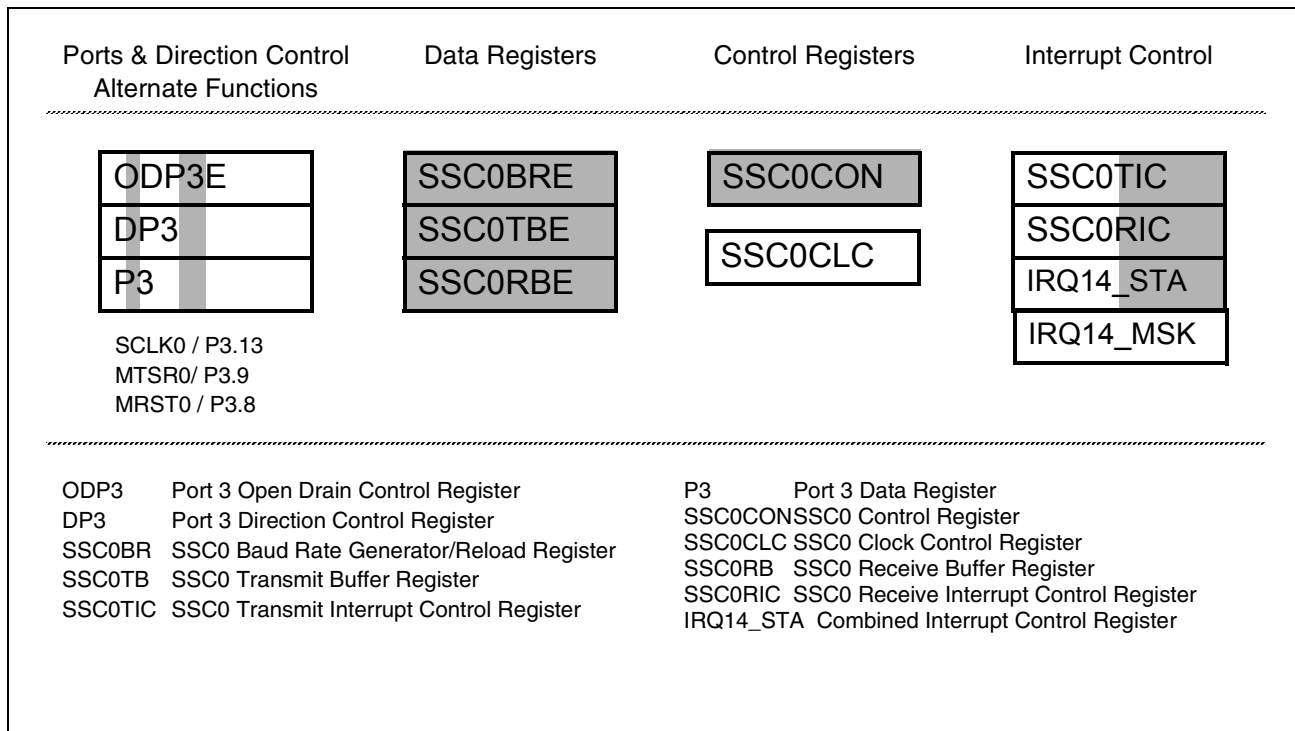 Ports & Direction Control
Alternate Functions
Data Registers
Control Registers
Interrupt Control
ODP3E
DP3
P3
SCLK0 / P3.13
MTSR0/ P3.9
MRST0 / P3.8
SSC0BRE
SSC0TBE
SSC0RBE
SSC0CON
SSC0CLC
SSC0TIC
SSC0RIC
IRQ14_STA
IRQ14_MSK
ODP3 Port 3 Open Drain Control Register
DP3 Port 3 Direction Control Register
SSC0BR SSC0 Baud Rate Generator/Reload Register
SSC0TB SSC0 Transmit Buffer Register
SSC0TIC SSC0 Transmit Interrupt Control Register
P3 Port 3 Data Register
SSC0CONSSC0 Control Register
SSC0CLC SSC0 Clock Control Register
SSC0RB SSC0 Receive Buffer Register
SSC0RIC SSC0 Receive Interrupt Control Register
IRQ14_STA Combined Interrupt Control Register